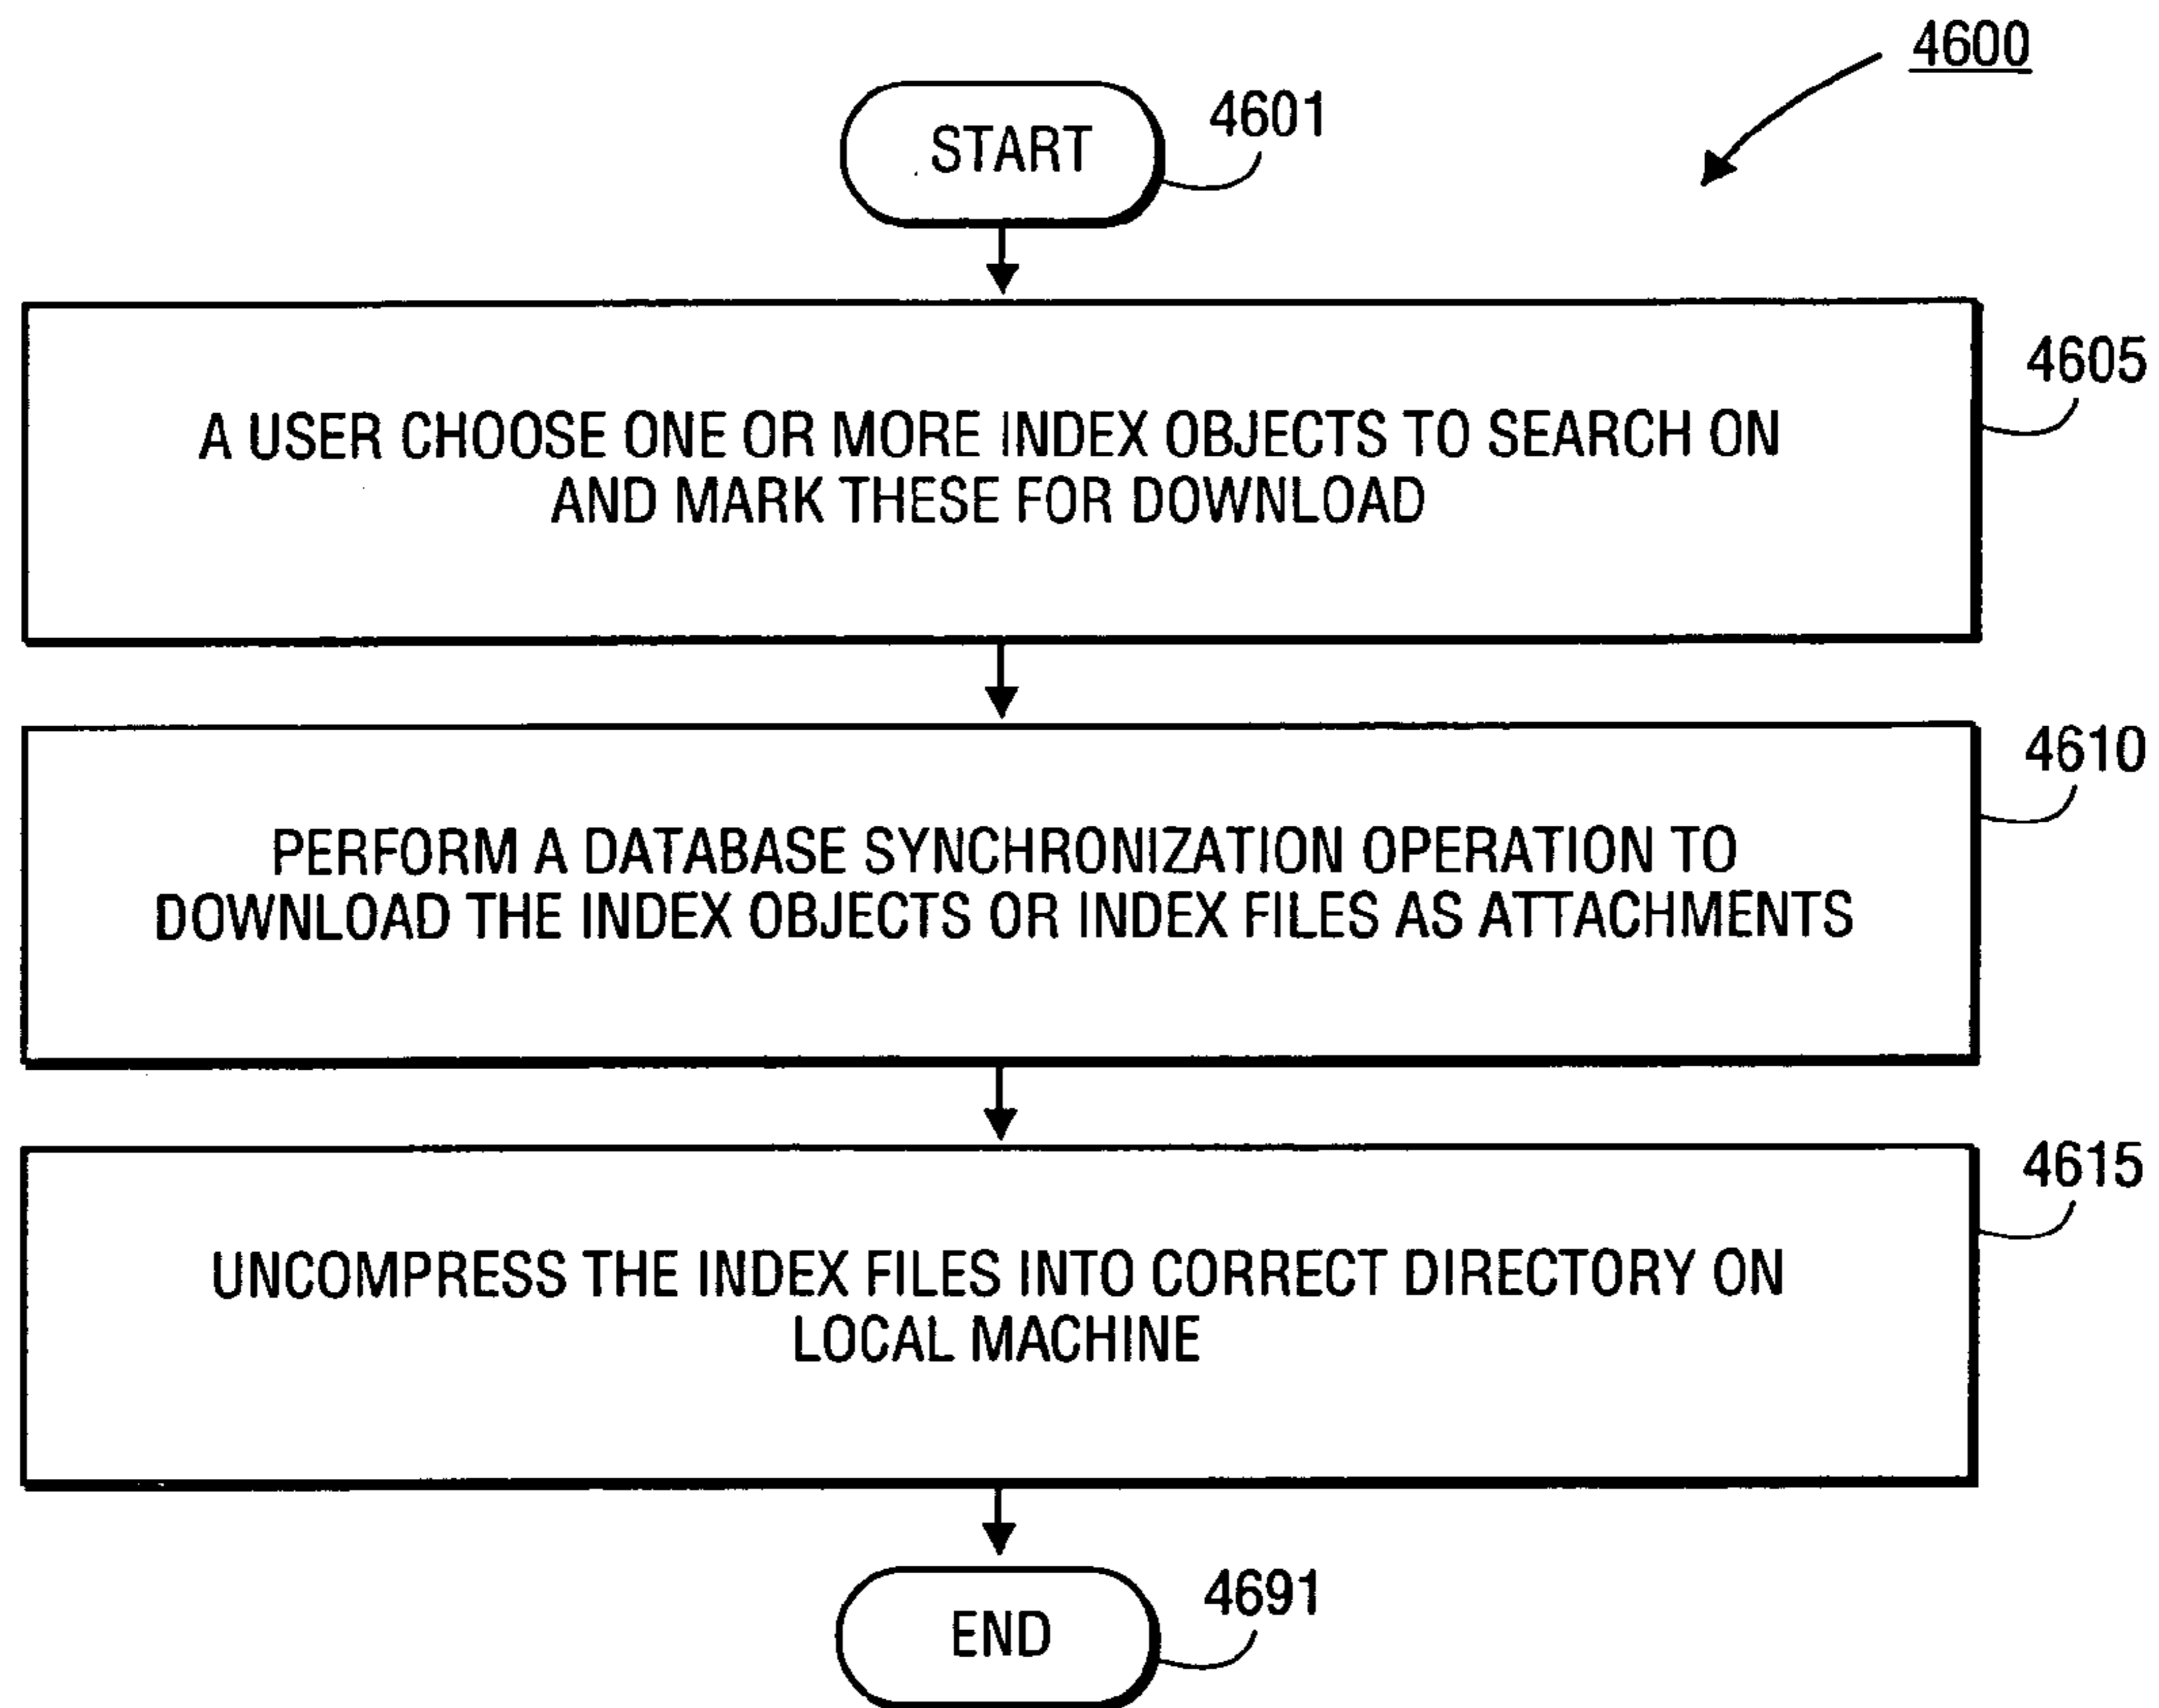 4600
START
4601
A USER CHOOSE ONE OR MORE INDEX OBJECTS TO SEARCH ON
AND MARK THESE FOR DOWNLOAD
4605
PERFORM A DATABASE SYNCHRONIZATION OPERATION TO
DOWNLOAD THE INDEX OBJECTS OR INDEX FILES AS ATTACHMENTS
4610
UNCOMPRESS THE INDEX FILES INTO CORRECT DIRECTORY ON
LOCAL MACHINE
4615
END
4691